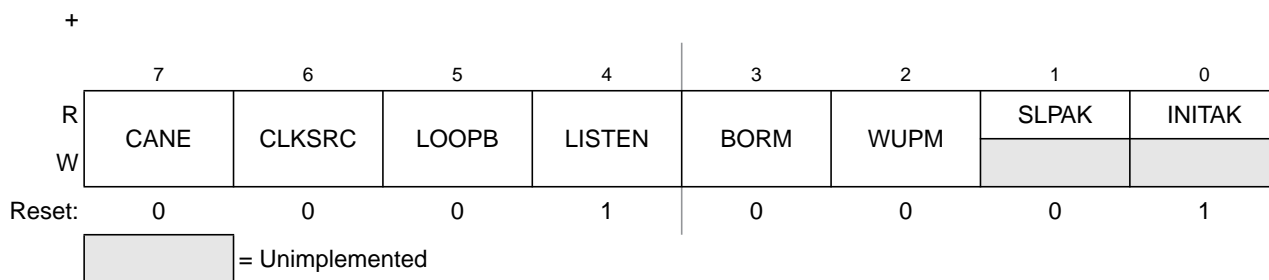 +
7 6 5 4 3 2 1 0
R CANE CLKSRC LOOPB LISTEN BORM WUPM SLPAK INITAK
W
Reset: 0 0 0 1 0 0 0 1
= Unimplemented